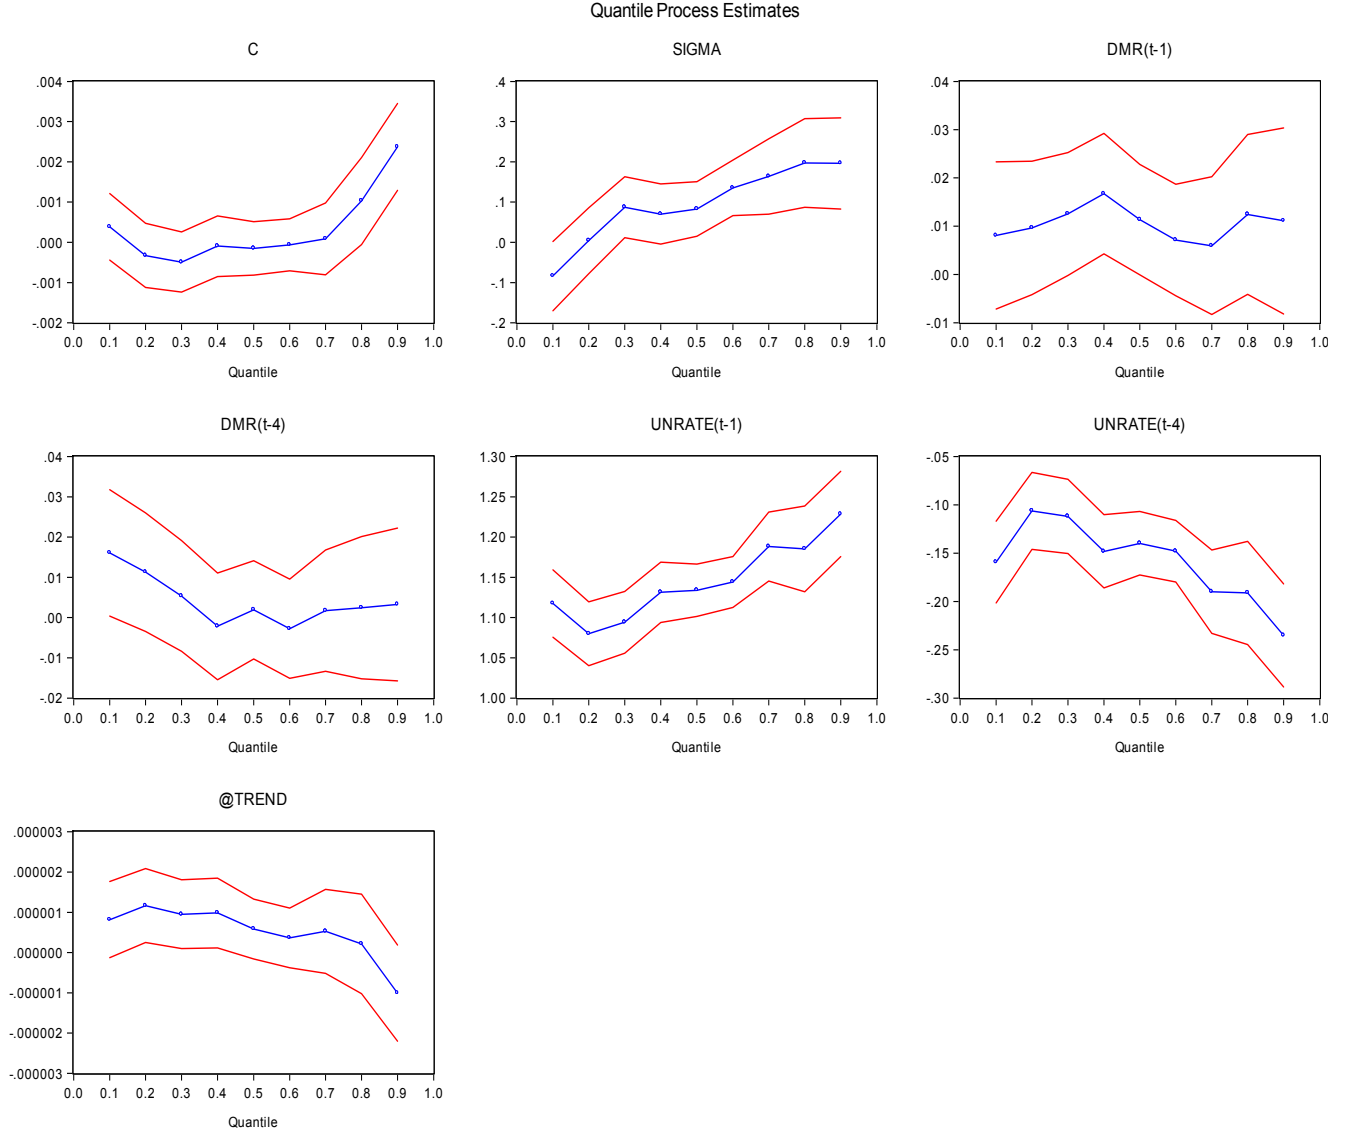 Quantile Process Estimates
C
.004
.003
.002
.001
.000
-.001
-.002
0.0 0.1 0.2 0.3 0.4 0.5 0.6 0.7 0.8 0.9 1.0
Quantile
SIGMA
.4
.3
.2
.1
.0
-.1
-.2
0.0 0.1 0.2 0.3 0.4 0.5 0.6 0.7 0.8 0.9 1.0
Quantile
DMR(t-1)
.04
.03
.02
.01
.00
-.01
0.0 0.1 0.2 0.3 0.4 0.5 0.6 0.7 0.8 0.9 1.0
Quantile
DMR(t-4)
.04
.03
.02
.01
.00
-.01
-.02
0.0 0.1 0.2 0.3 0.4 0.5 0.6 0.7 0.8 0.9 1.0
Quantile
UNRATE(t-1)
1.30
1.25
1.20
1.15
1.10
1.05
1.00
0.0 0.1 0.2 0.3 0.4 0.5 0.6 0.7 0.8 0.9 1.0
Quantile
UNRATE(t-4)
-.05
-.10
-.15
-.20
-.25
-.30
0.0 0.1 0.2 0.3 0.4 0.5 0.6 0.7 0.8 0.9 1.0
Quantile
@TREND
.000003
.000002
.000001
.000000
-.000001
-.000002
-.000003
0.0 0.1 0.2 0.3 0.4 0.5 0.6 0.7 0.8 0.9 1.0
Quantile